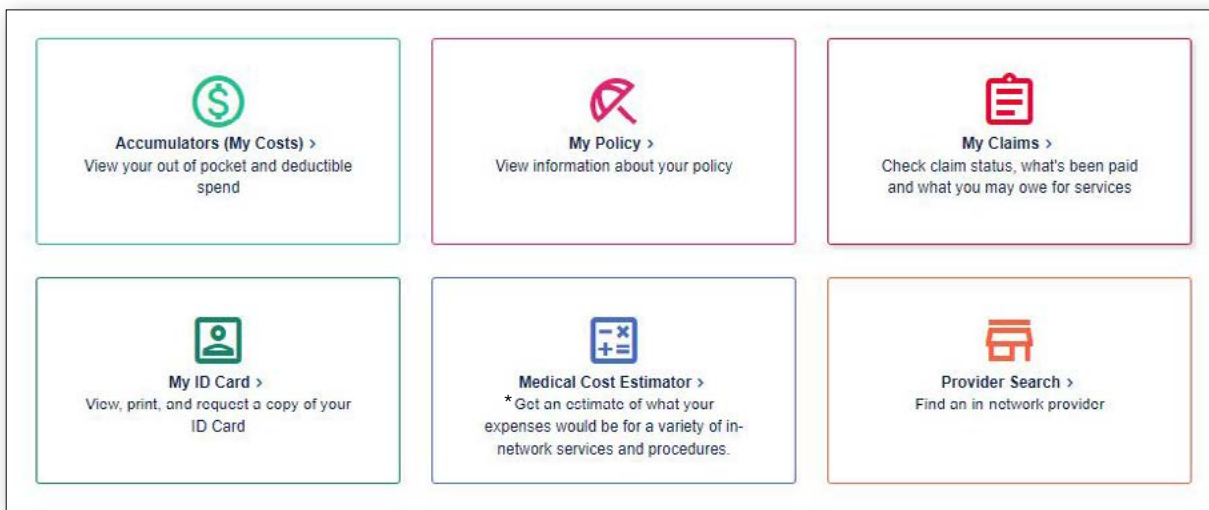 Accumulators (My Costs) >
View your out of pocket and deductible
spend
My Policy >
View information about your policy
My Claims >
Check claim status, what's been paid
and what you may owe for services
My ID Card >
View, print, and request a copy of your
ID Card
Medical Cost Estimator >
*Get an estimate of what your
expenses would be for a variety of in-
network services and procedures.
Provider Search >
Find an in network provider